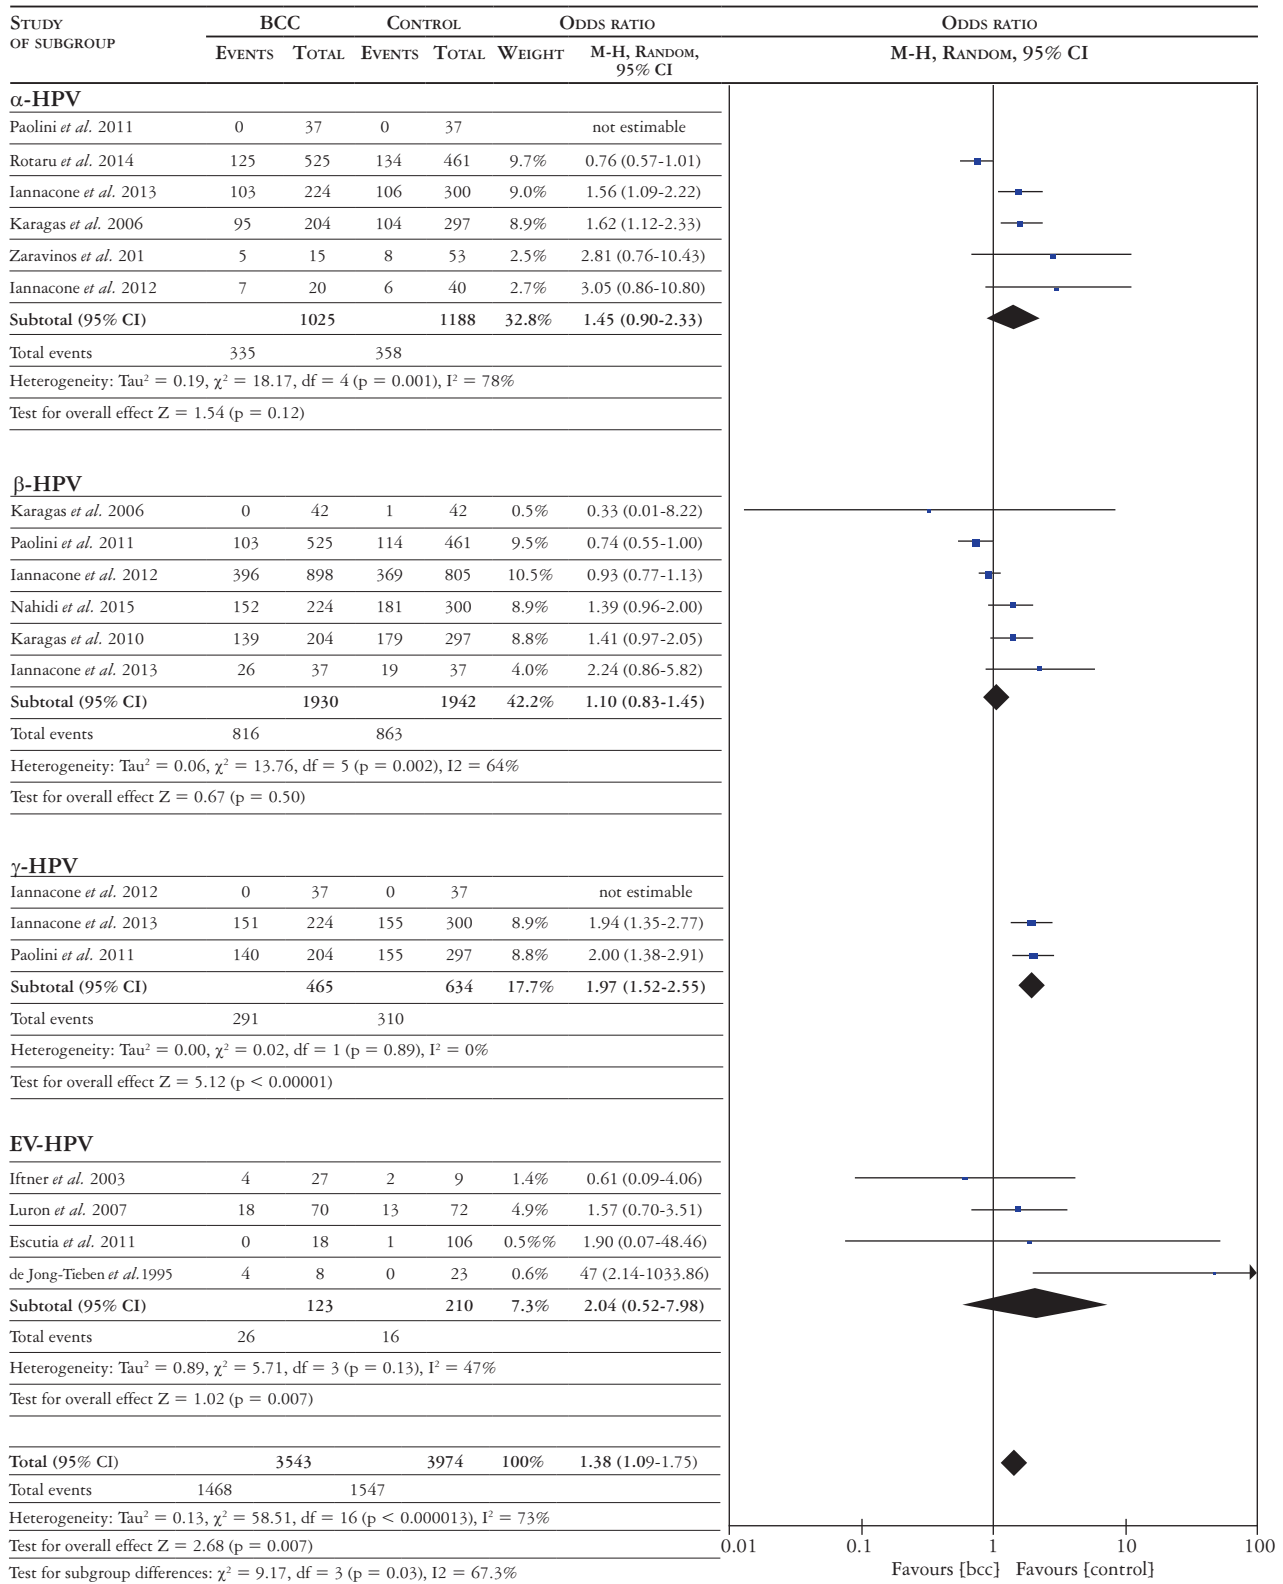 STUDY OF SUBGROUP BCC CONTROL ODDS RATIO ODDS RATIO
EVENTS TOTAL EVENTS TOTAL WEIGHT M-H, RANDOM, 95% CI M-H, RANDOM, 95% CI
α-HPV
Paolini et al. 2011 0 37 0 37 not estimable
Rotaru et al. 2014 125 525 134 461 9.7% 0.76 (0.57-1.01)
Iannacone et al. 2013 103 224 106 300 9.0% 1.56 (1.09-2.22)
Karagas et al. 2006 95 204 104 297 8.9% 1.62 (1.12-2.33)
Zaravinos et al. 201 5 15 8 53 2.5% 2.81 (0.76-10.43)
Iannacone et al. 2012 7 20 6 40 2.7% 3.05 (0.86-10.80)
Subtotal (95% CI) 1025 1188 32.8% 1.45 (0.90-2.33)
Total events 335 358
Heterogeneity: Tau² = 0.19, χ² = 18.17, df = 4 (p = 0.001), I² = 78%
Test for overall effect Z = 1.54 (p = 0.12)
β-HPV
Karagas et al. 2006 0 42 1 42 0.5% 0.33 (0.01-8.22)
Paolini et al. 2011 103 525 114 461 9.5% 0.74 (0.55-1.00)
Iannacone et al. 2012 396 898 369 805 10.5% 0.93 (0.77-1.13)
Nahidi et al. 2015 152 224 181 300 8.9% 1.39 (0.96-2.00)
Karagas et al. 2010 139 204 179 297 8.8% 1.41 (0.97-2.05)
Iannacone et al. 2013 26 37 19 37 4.0% 2.24 (0.86-5.82)
Subtotal (95% CI) 1930 1942 42.2% 1.10 (0.83-1.45)
Total events 816 863
Heterogeneity: Tau² = 0.06, χ² = 13.76, df = 5 (p = 0.002), I2 = 64%
Test for overall effect Z = 0.67 (p = 0.50)
γ-HPV
Iannacone et al. 2012 0 37 0 37 not estimable
Iannacone et al. 2013 151 224 155 300 8.9% 1.94 (1.35-2.77)
Paolini et al. 2011 140 204 155 297 8.8% 2.00 (1.38-2.91)
Subtotal (95% CI) 465 634 17.7% 1.97 (1.52-2.55)
Total events 291 310
Heterogeneity: Tau² = 0.00, χ² = 0.02, df = 1 (p = 0.89), I² = 0%
Test for overall effect Z = 5.12 (p < 0.00001)
EV-HPV
Iftner et al. 2003 4 27 2 9 1.4% 0.61 (0.09-4.06)
Luron et al. 2007 18 70 13 72 4.9% 1.57 (0.70-3.51)
Escutia et al. 2011 0 18 1 106 0.5%% 1.90 (0.07-48.46)
de Jong-Tieben et al.1995 4 8 0 23 0.6% 47 (2.14-1033.86)
Subtotal (95% CI) 123 210 7.3% 2.04 (0.52-7.98)
Total events 26 16
Heterogeneity: Tau² = 0.89, χ² = 5.71, df = 3 (p = 0.13), I² = 47%
Test for overall effect Z = 1.02 (p = 0.007)
Total (95% CI) 3543 3974 100% 1.38 (1.09-1.75)
Total events 1468 1547
Heterogeneity: Tau² = 0.13, χ² = 58.51, df = 16 (p < 0.000013), I² = 73%
Test for overall effect Z = 2.68 (p = 0.007)
Test for subgroup differences: χ² = 9.17, df = 3 (p = 0.03), I2 = 67.3%
0.01 0.1 1 10 100
Favours [bcc] Favours [control]